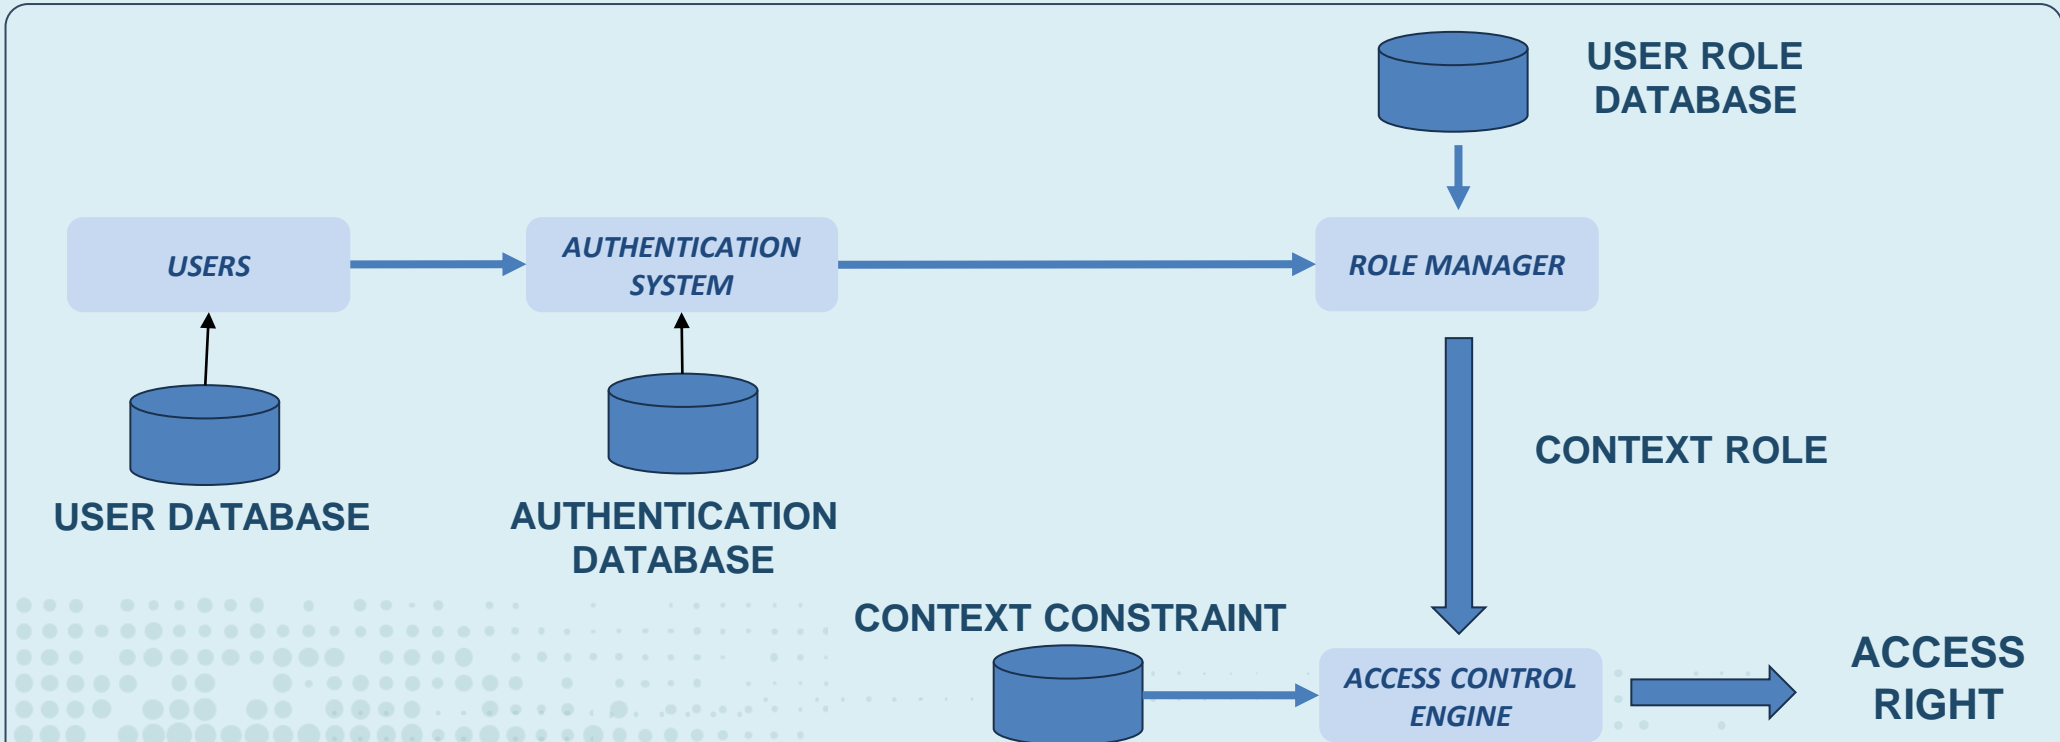 USER ROLE
DATABASE
USERS
AUTHENTICATION
SYSTEM
ROLE MANAGER
CONTEXT ROLE
USER DATABASE
AUTHENTICATION
DATABASE
CONTEXT CONSTRAINT
ACCESS CONTROL
ENGINE
ACCESS
RIGHT